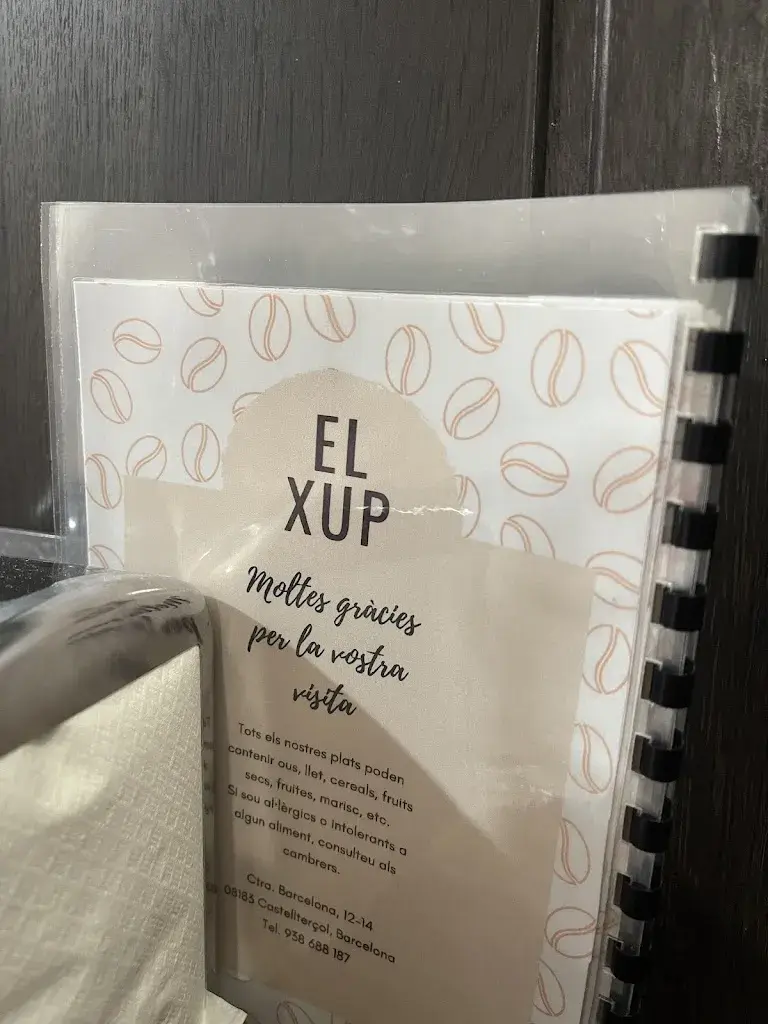 EL
XUP
Moltes gràcies
per la vostra
visita
Tots els nostres plats poden
contenir ous, llet, cereals, fruits
secs, fruites, marisc, etc.
Si sou al·lèrgics o intolerants a
algun aliment, consulteu als
cambrers.
Ctra. Barcelona, 12-14
08183 Castellterçol, Barcelona
Tel. 938 688 187